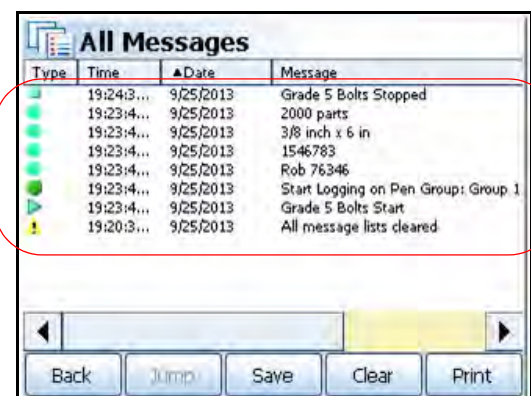 All Messages
Type Time ▲Date Message
19:24:3... 9/25/2013 Grade 5 Bolts Stopped
19:23:4... 9/25/2013 2000 parts
19:23:4... 9/25/2013 3/8 inch x 6 in
19:23:4... 9/25/2013 1546783
19:23:4... 9/25/2013 Rob 76346
19:23:4... 9/25/2013 Start Logging on Pen Group: Group 1
19:23:4... 9/25/2013 Grade 5 Bolts Start
19:20:3... 9/25/2013 All message lists cleared
Back Jump Save Clear Print